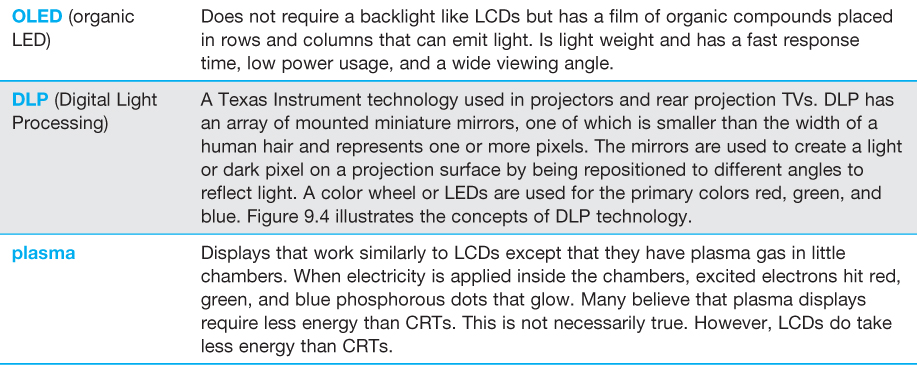 OLED (organic LED)
Does not require a backlight like LCDs but has a film of organic compounds placed
in rows and columns that can emit light. Is light weight and has a fast response
time, low power usage, and a wide viewing angle.
DLP (Digital Light Processing)
A Texas Instrument technology used in projectors and rear projection TVs. DLP has
an array of mounted miniature mirrors, one of which is smaller than the width of a
human hair and represents one or more pixels. The mirrors are used to create a light
or dark pixel on a projection surface by being repositioned to different angles to
reflect light. A color wheel or LEDs are used for the primary colors red, green, and
blue. Figure 9.4 illustrates the concepts of DLP technology.
plasma
Displays that work similarly to LCDs except that they have plasma gas in little
chambers. When electricity is applied inside the chambers, excited electrons hit red,
green, and blue phosphorous dots that glow. Many believe that plasma displays
require less energy than CRTs. This is not necessarily true. However, LCDs do take
less energy than CRTs.